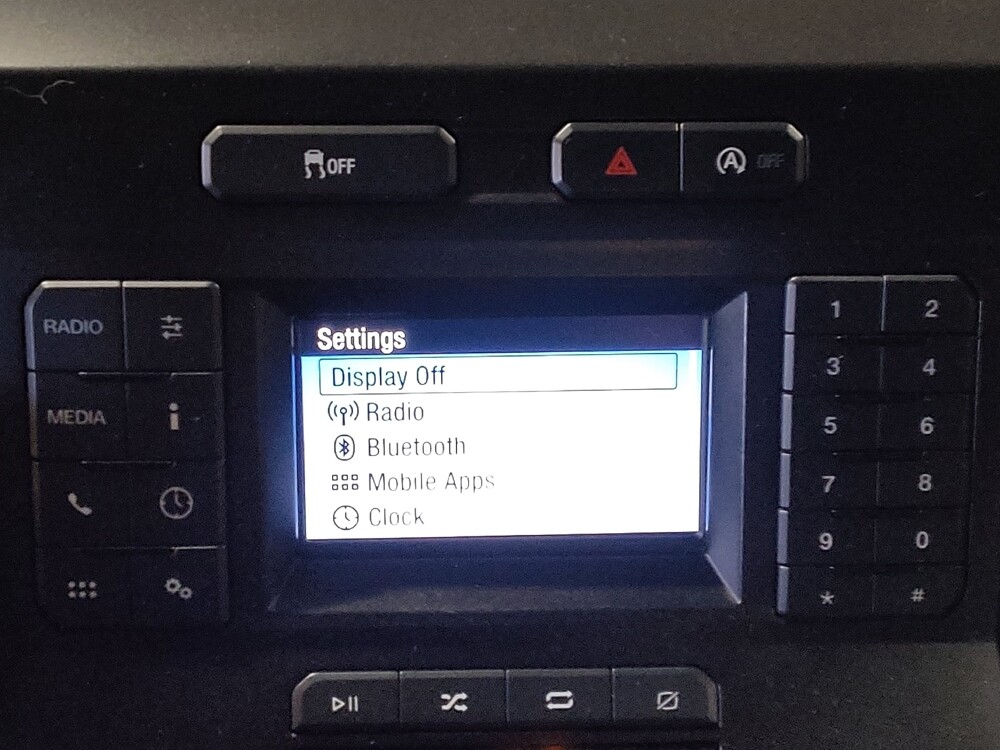 OFF
A OFF
RADIO
MEDIA
i
Settings
Display Off
Radio
Bluetooth
Mobile Apps
Clock
1 2
3 4
5 6
7 8
9 0
* #